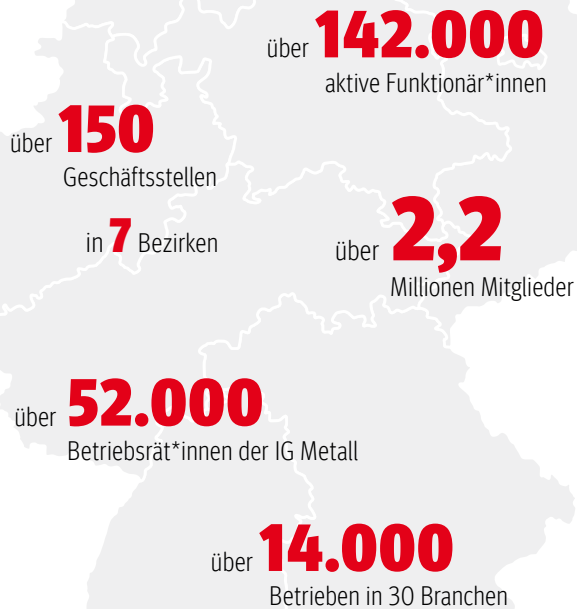 über 142.000
aktive Funktionär*innen
über 150
Geschäftsstellen
in 7 Bezirken
über 2,2
Millionen Mitglieder
über 52.000
Betriebsrät*innen der IG Metall
über 14.000
Betrieben in 30 Branchen